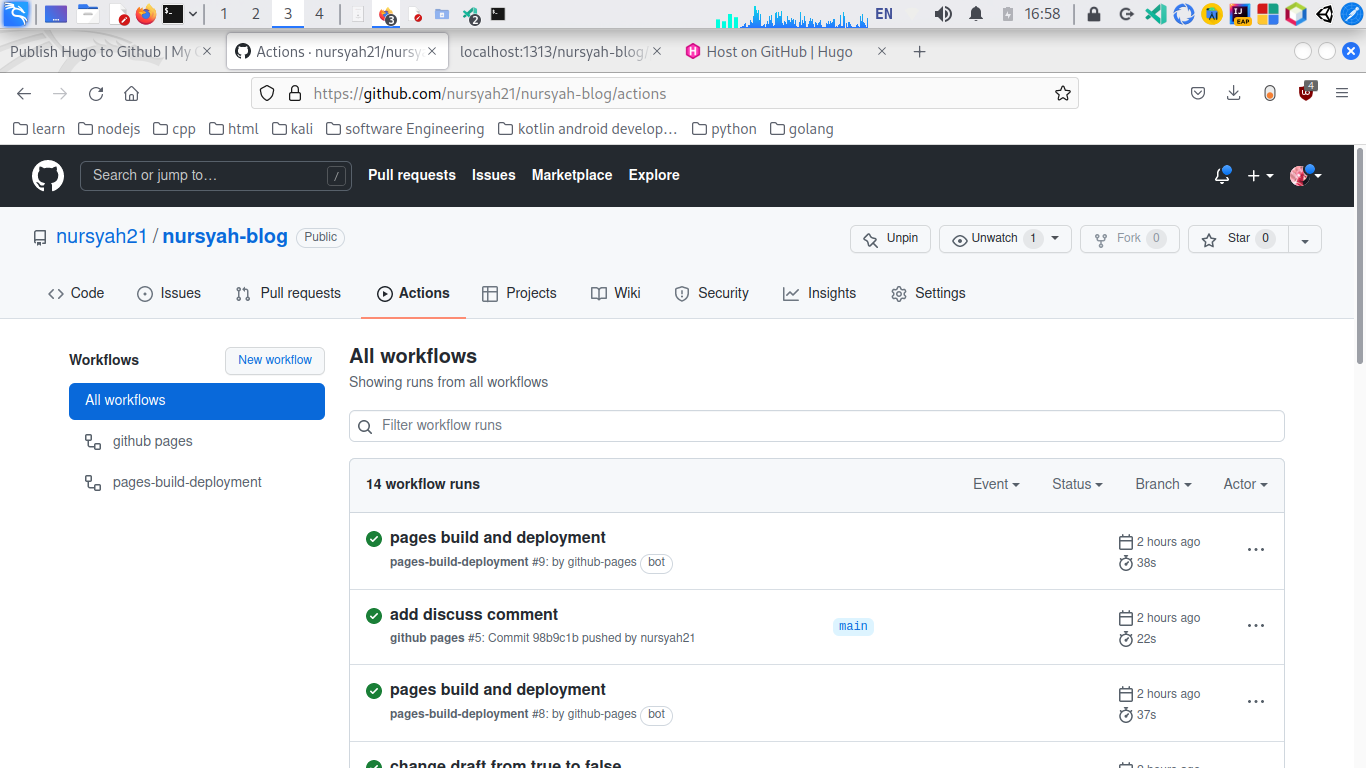 1 2 3 4 3 2 EN 16:58
Publish Hugo to Github | My Actions · nursyah21/nursy localhost:1313/nursyah-blog/ Host on GitHub | Hugo
https://github.com/nursyah21/nursyah-blog/actions 4
learn nodejs cpp html kali software Engineering kotlin android develop… python golang
Search or jump to… / Pull requests Issues Marketplace Explore
nursyah21 / nursyah-blog Public Unpin Unwatch 1 Fork 0 Star 0
Code Issues Pull requests Actions Projects Wiki Security Insights Settings
Workflows New workflow
All workflows
github pages
pages-build-deployment
All workflows
Showing runs from all workflows
Filter workflow runs
14 workflow runs Event Status Branch Actor
pages build and deployment 2 hours ago
pages-build-deployment #9: by github-pages bot 38s
add discuss comment main 2 hours ago
github pages #5: Commit 98b9c1b pushed by nursyah21 22s
pages build and deployment 2 hours ago
pages-build-deployment #8: by github-pages bot 37s
change draft from true to false 2 hours ago